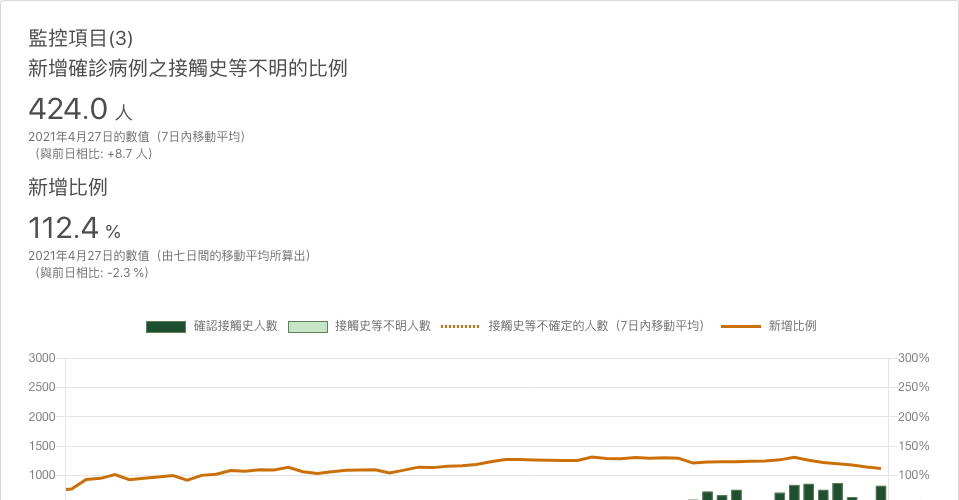 監控項目(3)
新增確診病例之接觸史等不明的比例
424.0 人
2021年4月27日的數值（7日內移動平均）
（與前日相比: +8.7 人）
新增比例
112.4 %
2021年4月27日的數值（由七日間的移動平均所算出）
（與前日相比: -2.3 %）
確認接觸史人數 接觸史等不明人數 接觸史等不確定的人數（7日內移動平均） 新增比例
3000 300%
2500 250%
2000 200%
1500 150%
1000 100%